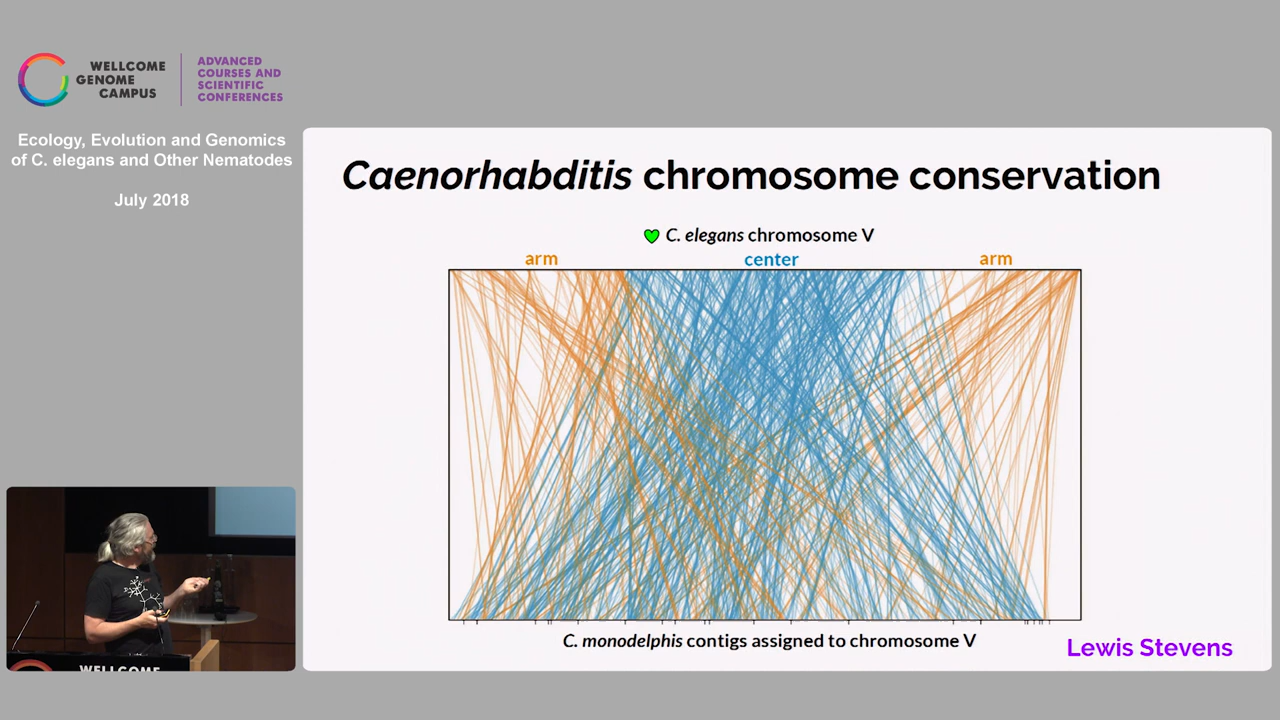 WELLCOME
GENOME
CAMPUS
ADVANCED
COURSES AND
SCIENTIFIC
CONFERENCES
Ecology, Evolution and Genomics
of C. elegans and Other Nematodes
July 2018
Caenorhabditis chromosome conservation
C. elegans chromosome V
arm
center
arm
C. monodelphis contigs assigned to chromosome V
Lewis Stevens
WELLCOME